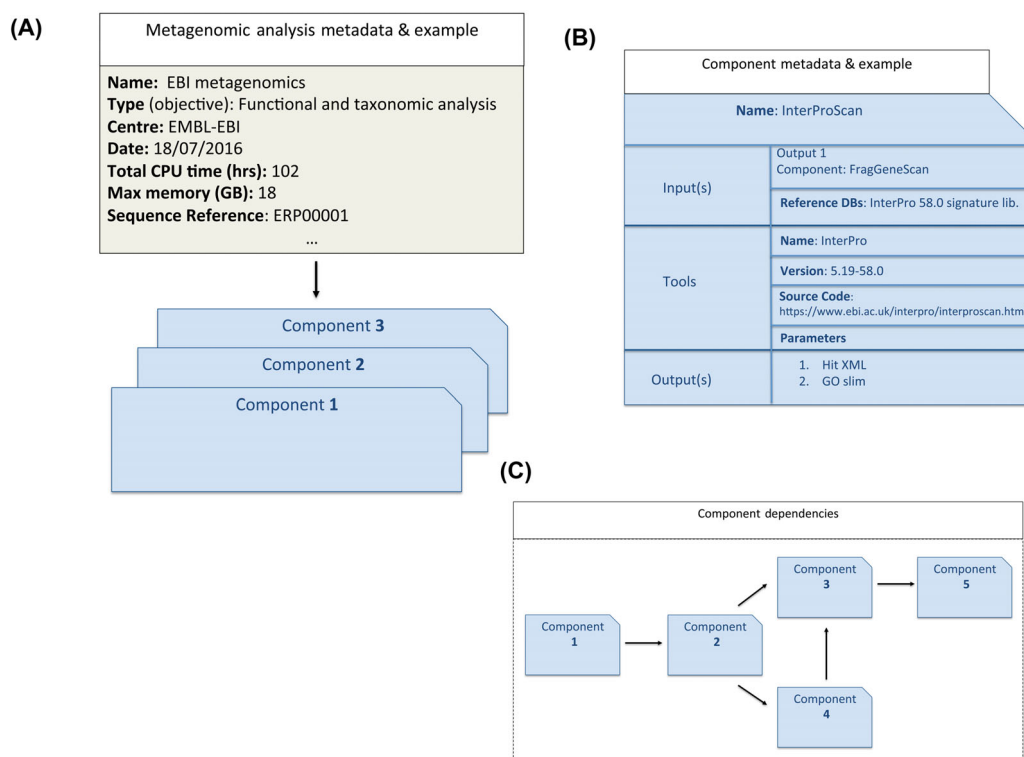 (A)
Metagenomic analysis metadata & example
Name: EBI metagenomics
Type (objective): Functional and taxonomic analysis
Centre: EMBL-EBI
Date: 18/07/2016
Total CPU time (hrs): 102
Max memory (GB): 18
Sequence Reference: ERP00001
...
Component 3
Component 2
Component 1
(B)
Component metadata & example
Name: InterProScan
Input(s)
Output 1
Component: FragGeneScan
Reference DBs: InterPro 58.0 signature lib.
Tools
Name: InterPro
Version: 5.19-58.0
Source Code:
https://www.ebi.ac.uk/interpro/interproscan.htm
Parameters
Output(s)
1. Hit XML
2. GO slim
(C)
Component dependencies
Component
1
Component
2
Component
3
Component
4
Component
5